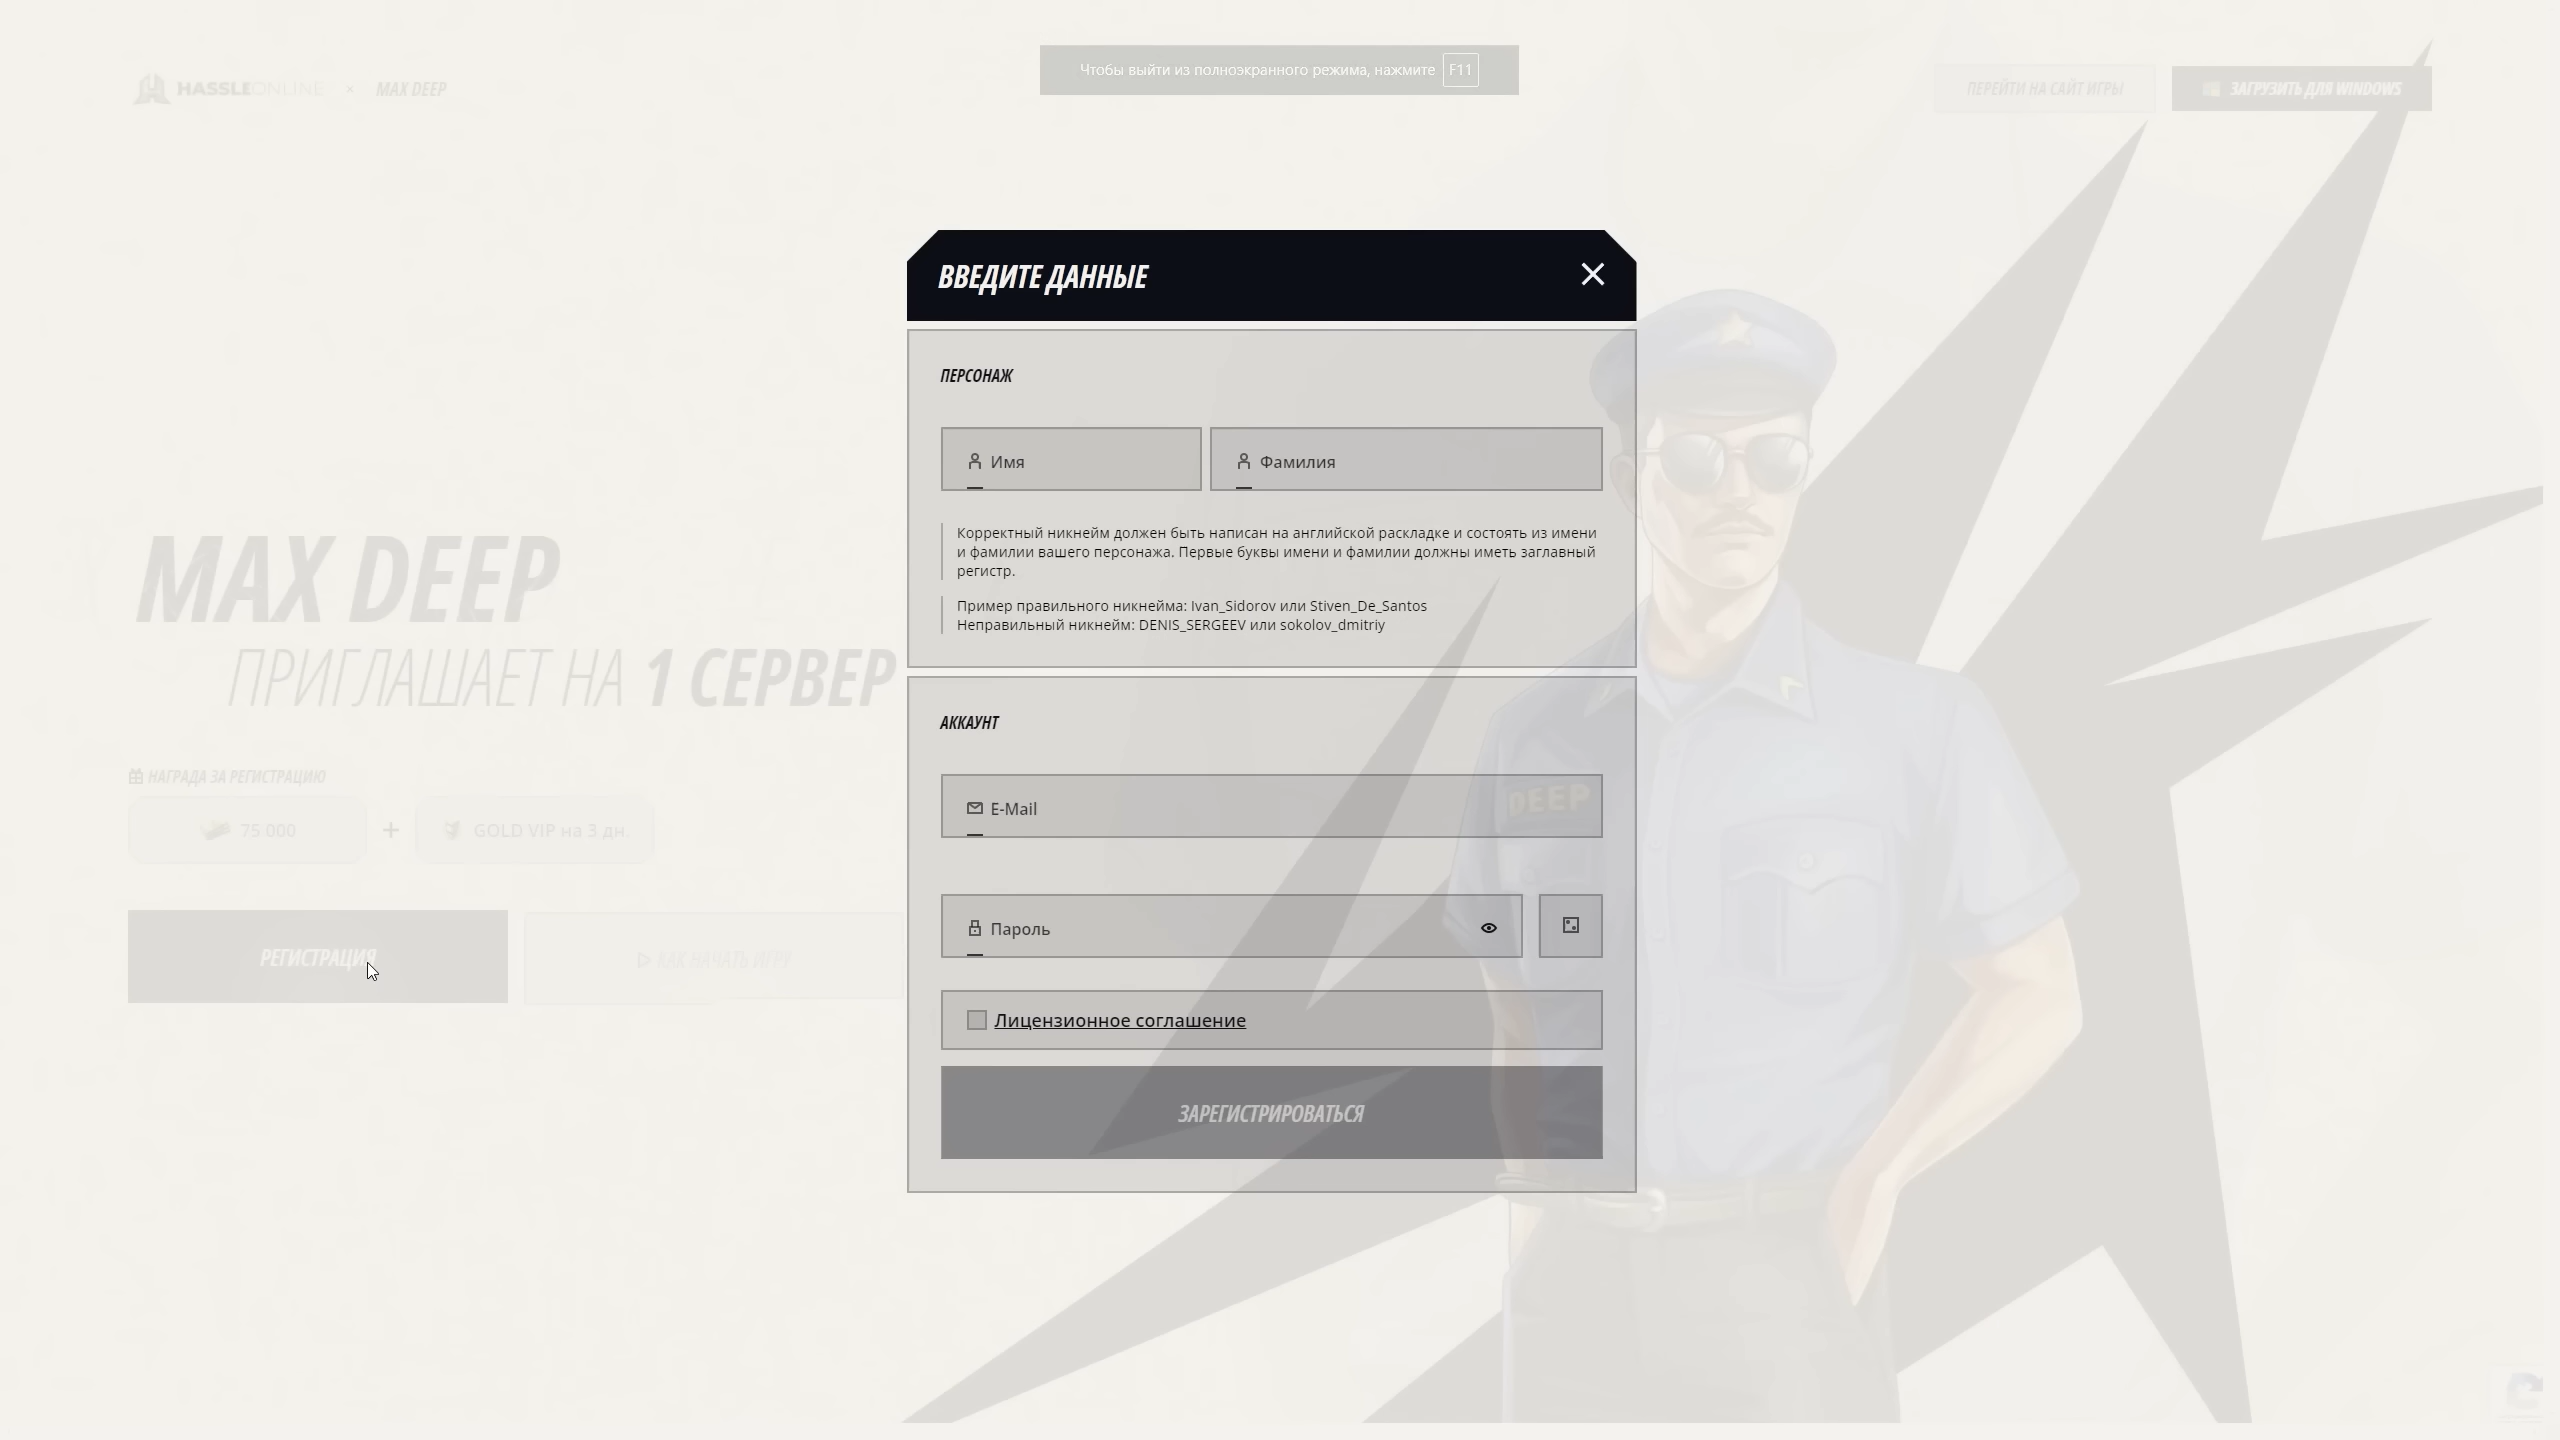 Чтобы выйти из полноэкранного режима, нажмите F11
HASSLE ONLINE × MAX DEEP
ПЕРЕЙТИ НА САЙТ ИГРЫ
ЗАГРУЗИТЬ ДЛЯ WINDOWS
ВВЕДИТЕ ДАННЫЕ
ПЕРСОНАЖ
Имя
Фамилия
Корректный никнейм должен быть написан на английской раскладке и состоять из имени
и фамилии вашего персонажа. Первые буквы имени и фамилии должны иметь заглавный
регистр.
Пример правильного никнейма: Ivan_Sidorov или Stiven_De_Santos
Неправильный никнейм: DENIS_SERGEEV или sokolov_dmitriy
MAX DEEP
ПРИГЛАШАЕТ НА 1 СЕРВЕР
НАГРАДА ЗА РЕГИСТРАЦИЮ
75 000 + GOLD VIP на 3 дн.
РЕГИСТРАЦИЯ
КАК НАЧАТЬ ИГРУ
АККАУНТ
E-Mail
DEEP
Пароль
Лицензионное соглашение
ЗАРЕГИСТРИРОВАТЬСЯ